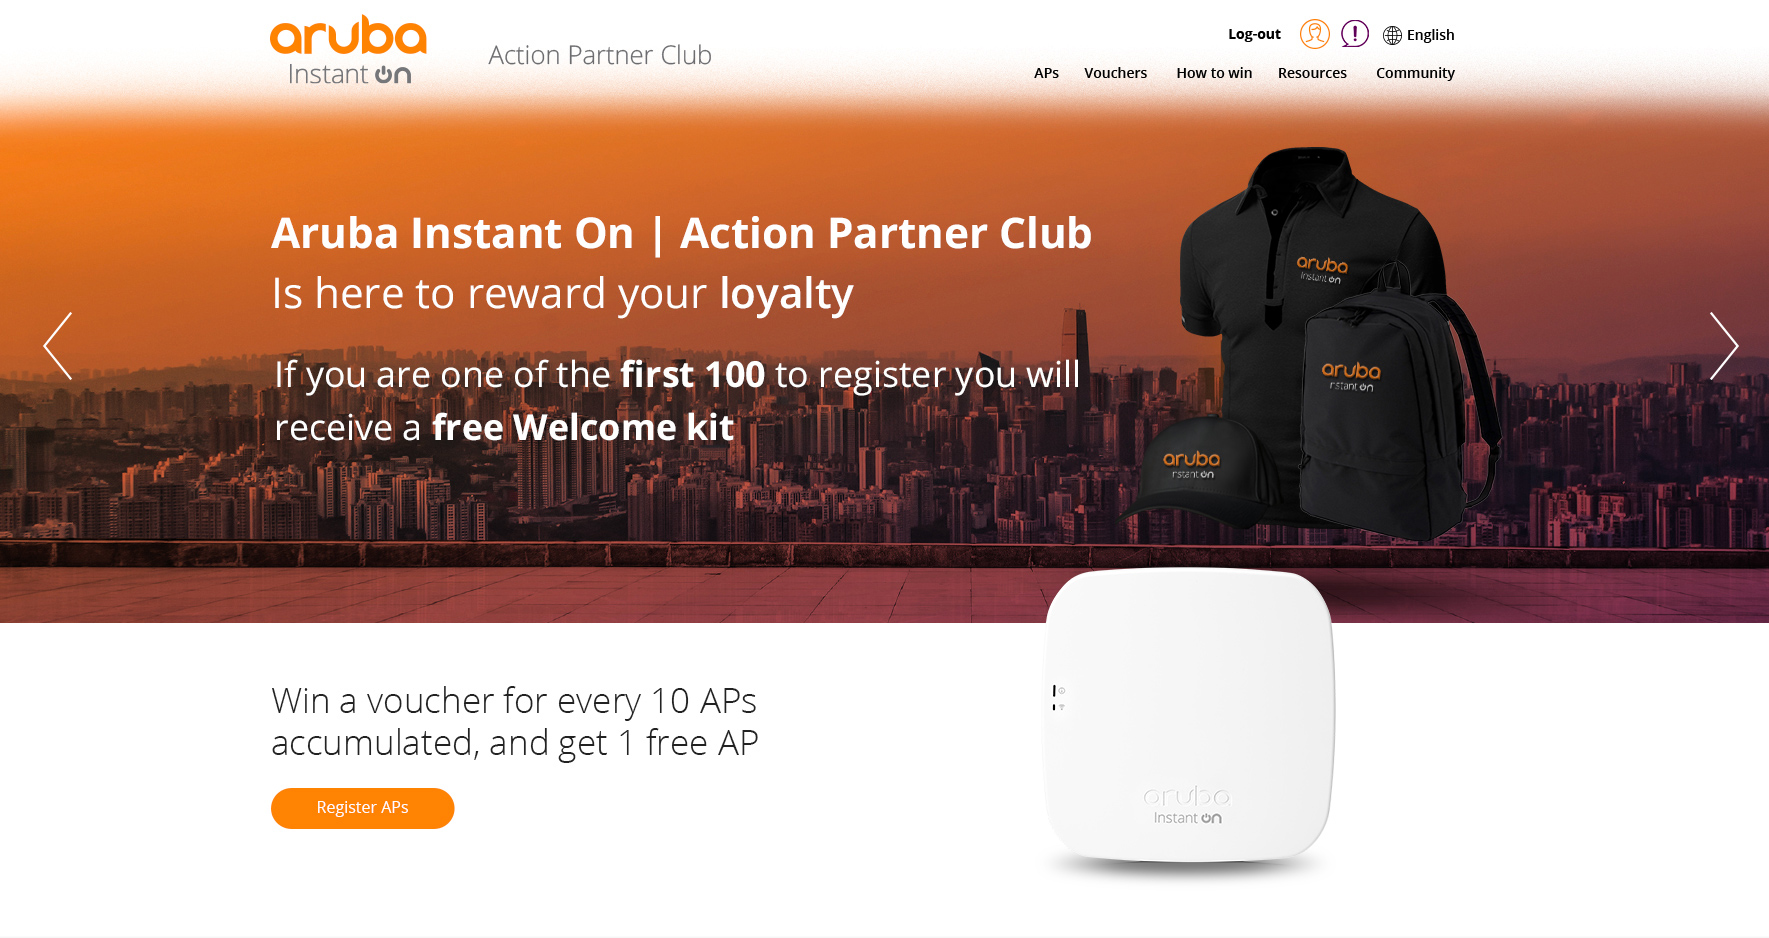 aruba
Instant On
Action Partner Club
Log-out
English
APs Vouchers How to win Resources Community
Aruba Instant On | Action Partner Club
Is here to reward your loyalty
If you are one of the first 100 to register you will
receive a free Welcome kit
aruba
Instant On
aruba
nstant On
aruba
nstant On
Win a voucher for every 10 APs
accumulated, and get 1 free AP
Register APs
aruba
Instant On